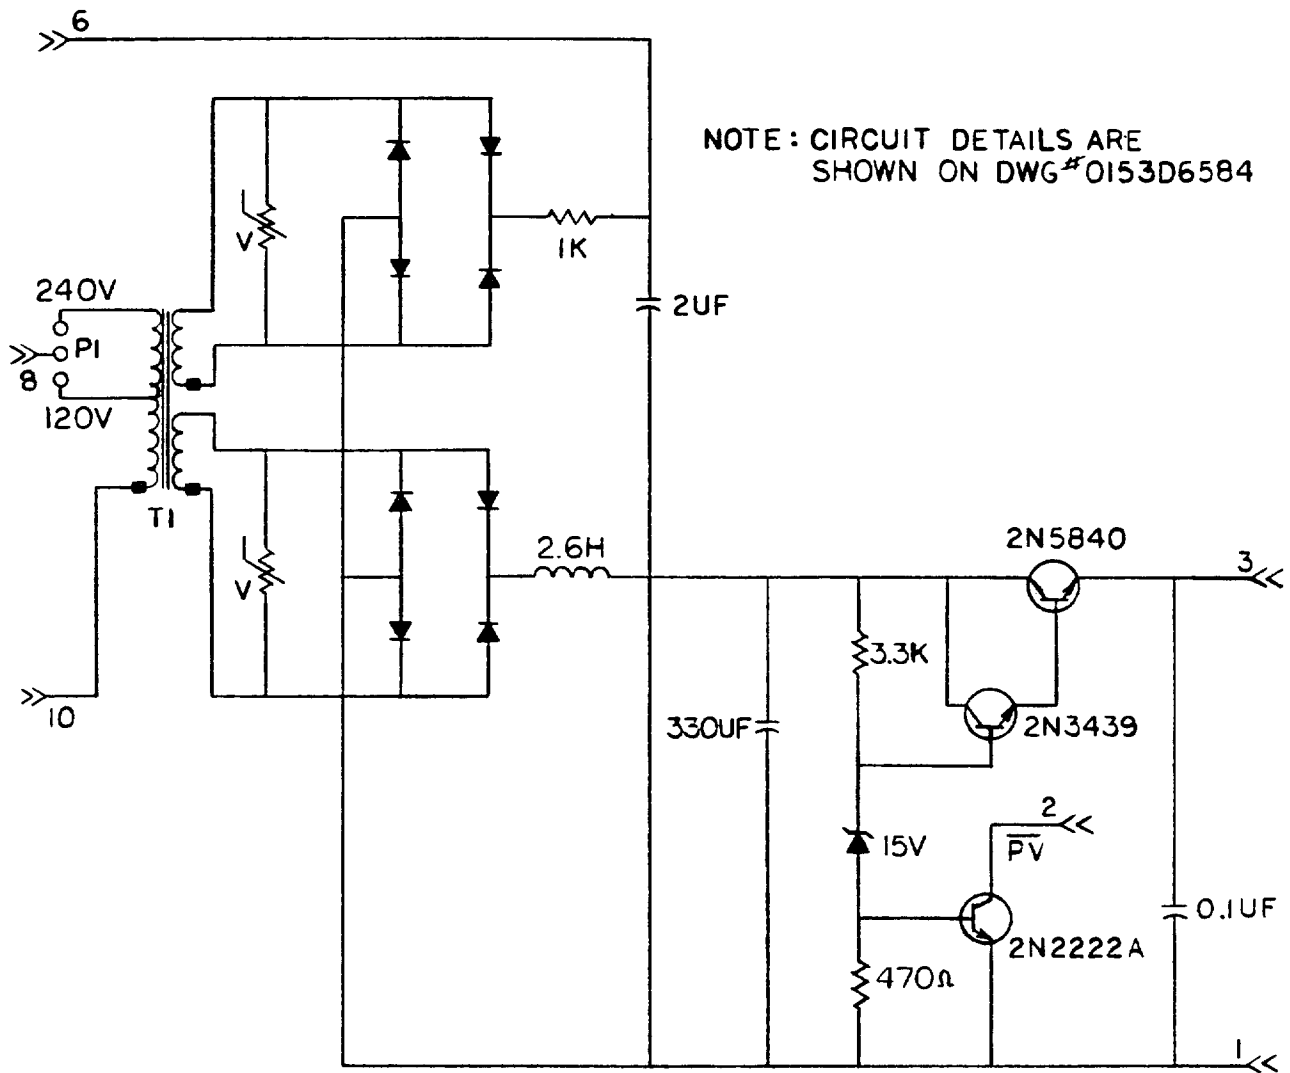 6
NOTE: CIRCUIT DETAILS ARE
SHOWN ON DWG#0153D6584
V
1K
240V
2UF
P1
8
120V
T1
2N5840
2.6H
3
V
3.3K
10
330UF
2N3439
2
15V
PV
0.1UF
2N2222A
470Ω
1